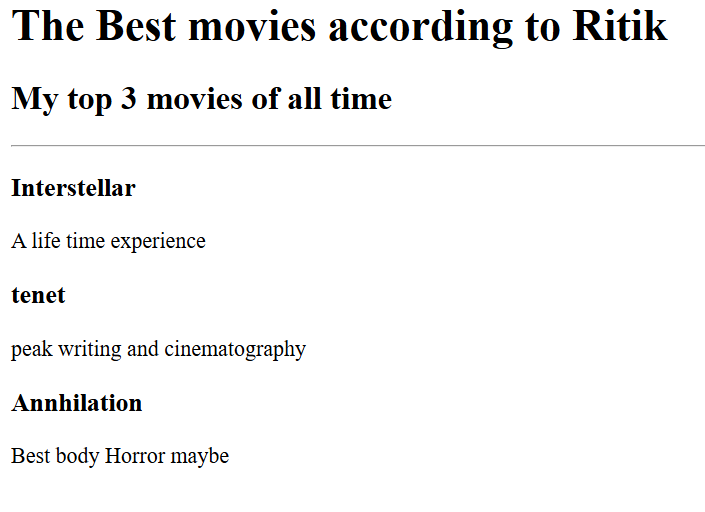 The Best movies according to Ritik
My top 3 movies of all time
Interstellar
A life time experience
tenet
peak writing and cinematography
Annhilation
Best body Horror maybe